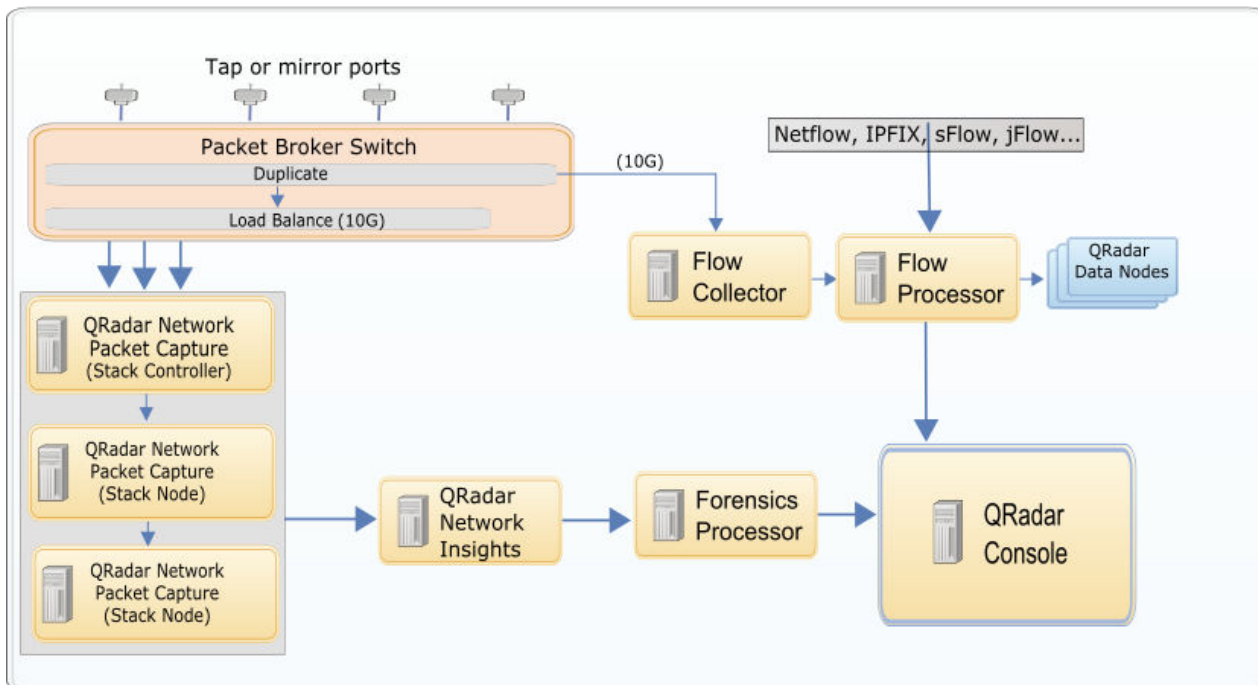 Tap or mirror ports
Packet Broker Switch
Duplicate
Load Balance (10G)
(10G)
Netflow, IPFIX, sFlow, jFlow...
Flow
Collector
Flow
Processor
QRadar
Data Nodes
QRadar Network
Packet Capture
(Stack Controller)
QRadar Network
Packet Capture
(Stack Node)
QRadar Network
Packet Capture
(Stack Node)
QRadar
Network
Insights
Forensics
Processor
QRadar
Console